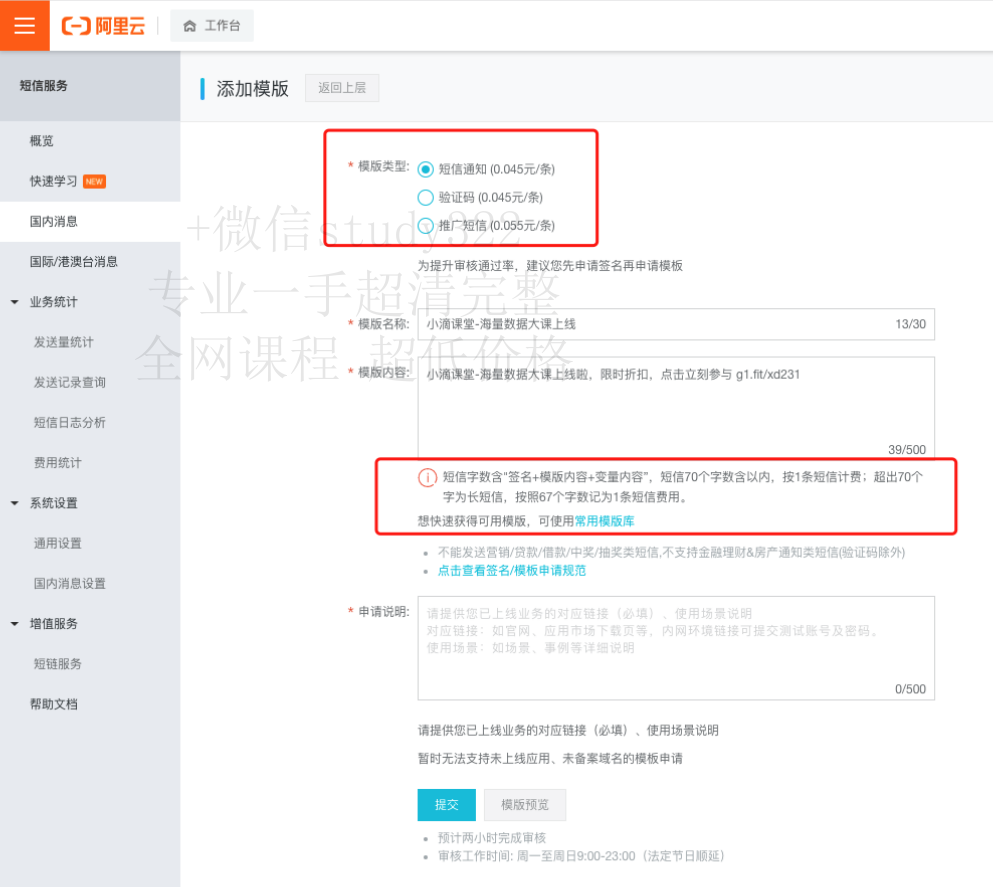 阿里云
工作台
短信服务
添加模版
返回上层
概览
快速学习 NEW
国内消息
国际/港澳台消息
业务统计
发送量统计
发送记录查询
短信日志分析
费用统计
系统设置
通用设置
国内消息设置
增值服务
短链服务
帮助文档
* 模版类型:
短信通知 (0.045元/条)
验证码 (0.045元/条)
推广短信 (0.055元/条)
为提升审核通过率，建议您先申请签名再申请模板
+微信study322
专业一手超清完整
全网课程 超低价格
* 模版名称: 小滴课堂-海量数据大课上线 13/30
* 模版内容: 小滴课堂-海量数据大课上线啦，限时折扣，点击立刻参与 g1.fit/xd231
39/500
短信字数含"签名+模版内容+变量内容"，短信70个字数含以内，按1条短信计费；超出70个
字为长短信，按照67个字数记为1条短信费用。
想快速获得可用模版，可使用常用模版库
不能发送营销/贷款/借款/中奖/抽奖类短信,不支持金融理财&房产通知类短信(验证码除外)
点击查看签名/模板申请规范
* 申请说明: 请提供您已上线业务的对应链接（必填）、使用场景说明
对应链接：如官网、应用市场下载页等，内网环境链接可提交测试账号及密码。
使用场景：如场景、事例等详细说明
0/500
请提供您已上线业务的对应链接（必填）、使用场景说明
暂时无法支持未上线应用、未备案域名的模板申请
提交
模版预览
预计两小时完成审核
审核工作时间: 周一至周日9:00-23:00（法定节日顺延）